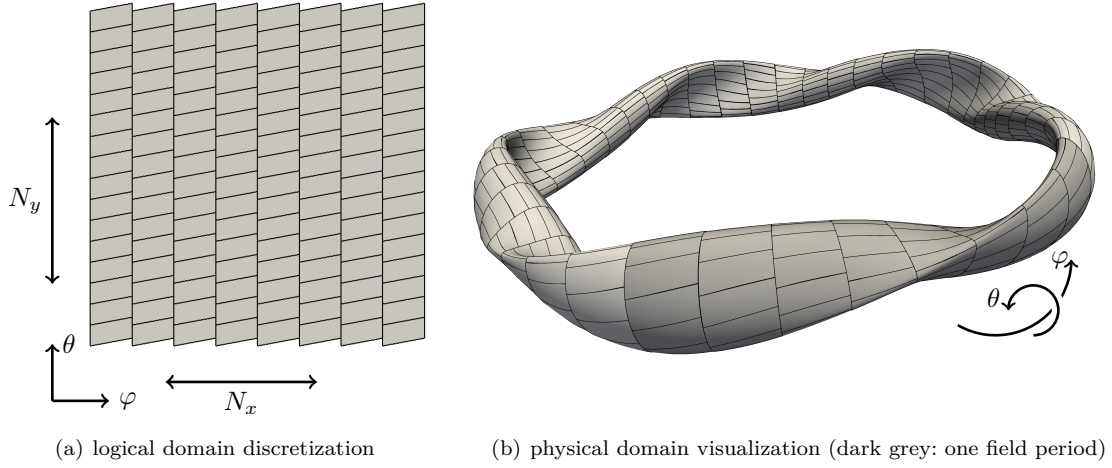 N_y
θ
φ
N_x
θ
φ
(a) logical domain discretization
(b) physical domain visualization (dark grey: one field period)